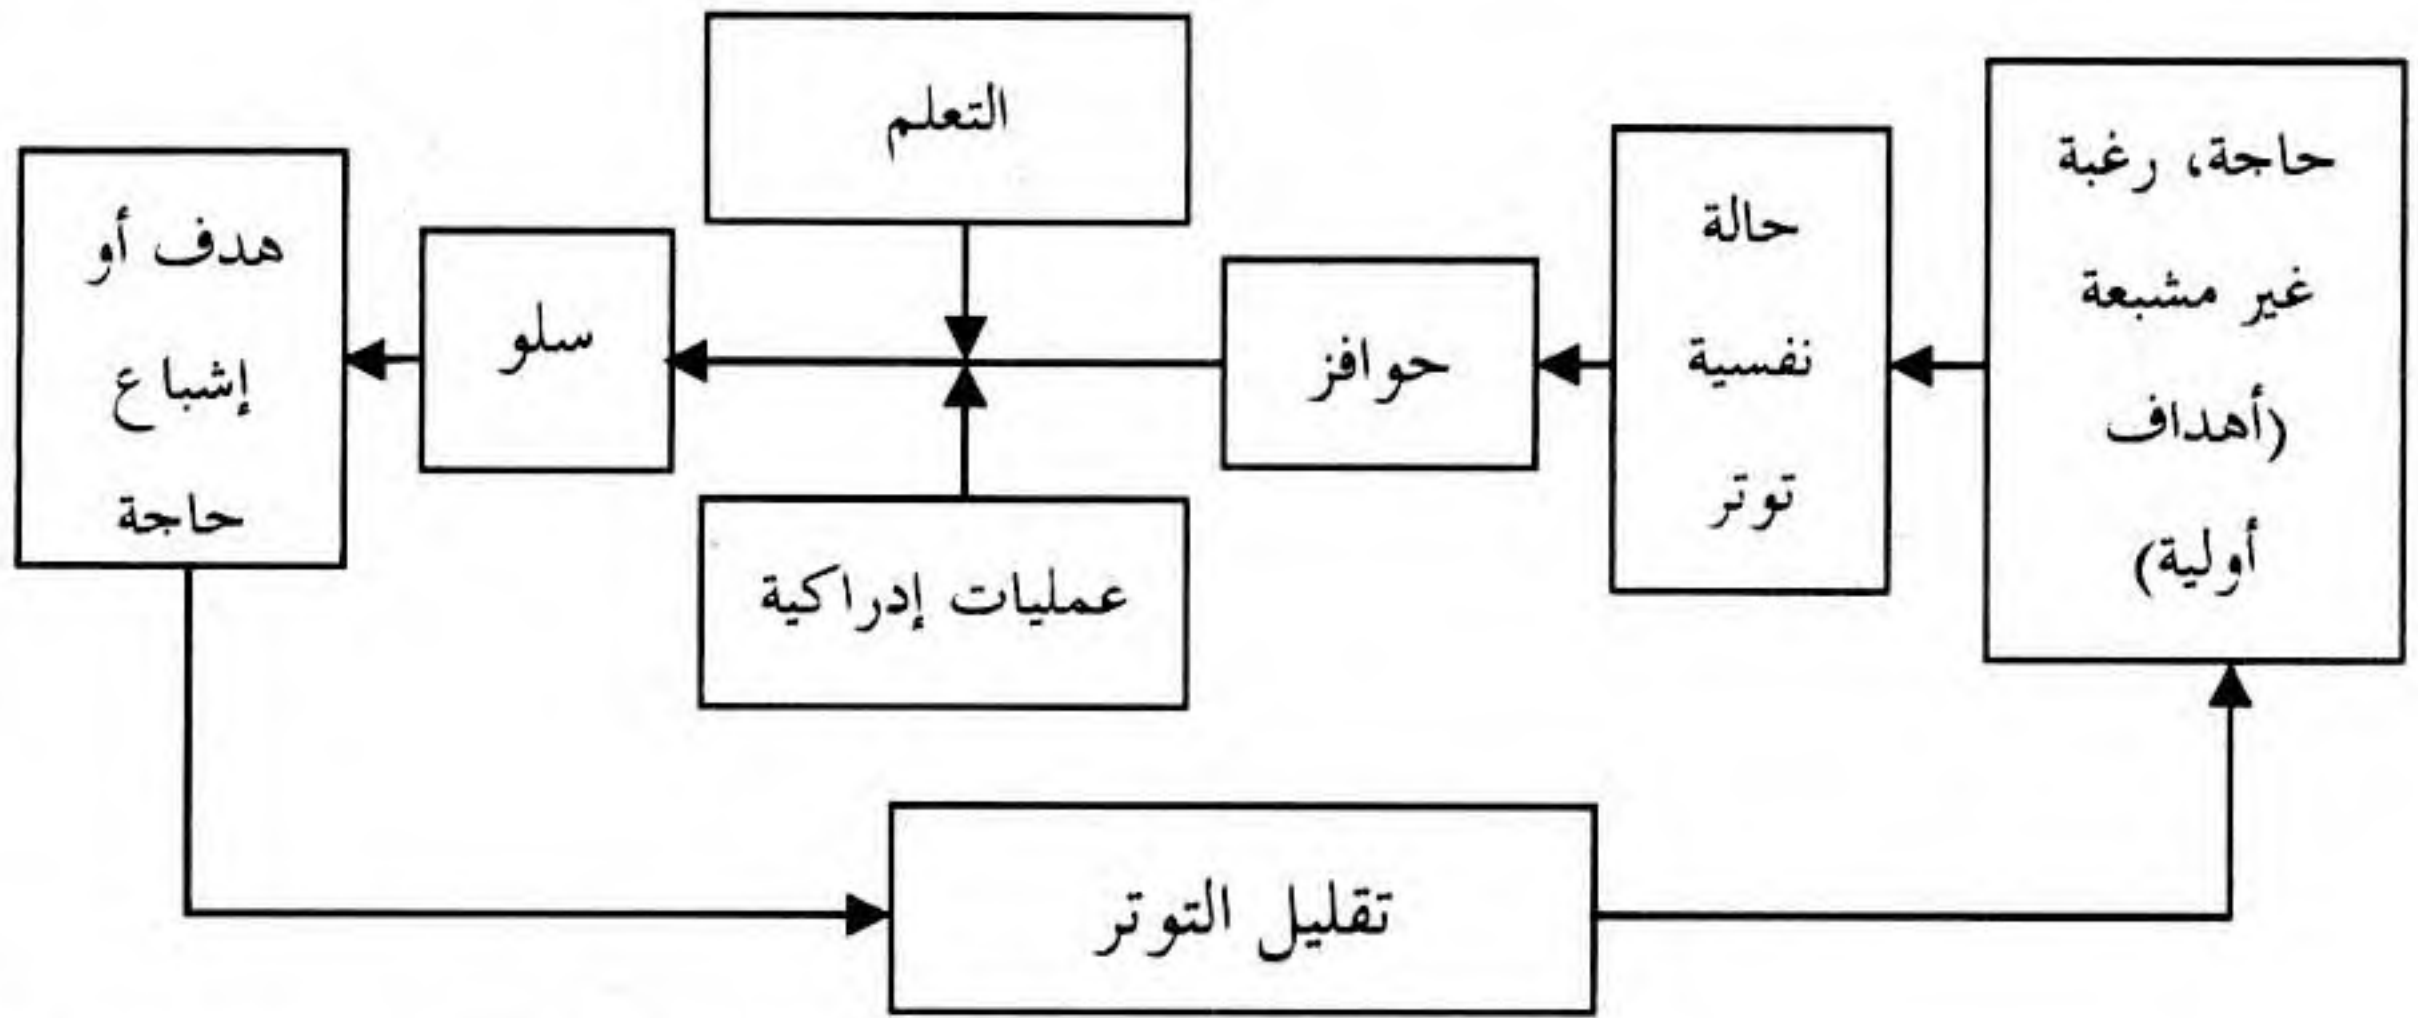 حاجة، رغبة
غير مشبعة
(أهداف
أولية)
حالة
نفسية
توتر
حوافز
التعلم
عمليات إدراكية
سلو
هدف أو
إشباع
حاجة
تقليل التوتر